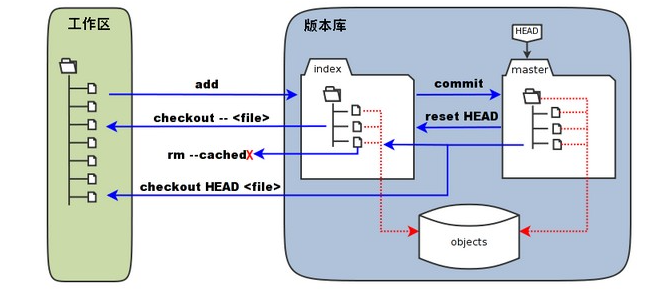 工作区
版本库
HEAD
index
master
add
commit
checkout -- <file>
reset HEAD
rm --cached
X
checkout HEAD <file>
objects